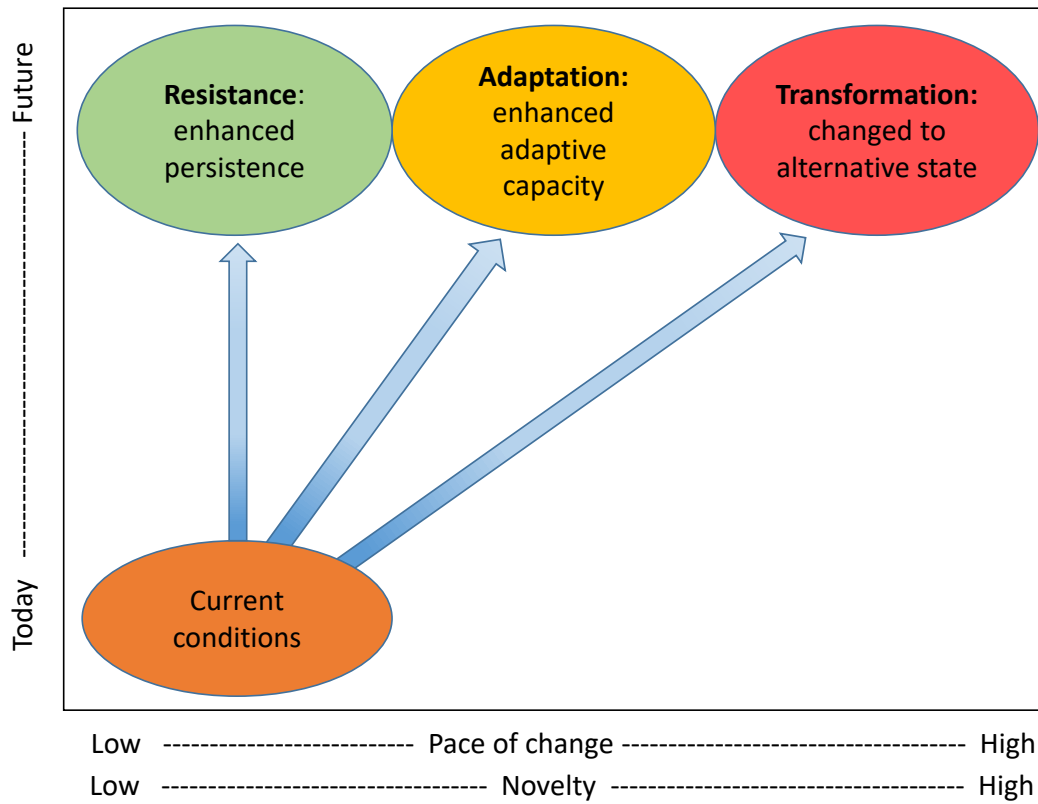 Resistance:
enhanced
persistence
Adaptation:
enhanced
adaptive
capacity
Transformation:
changed to
alternative state
Current
conditions
Today ------------------------------ Future
Low ---------------------- Pace of change ------------------------------ High
Low ------------------------------ Novelty ------------------------------ High